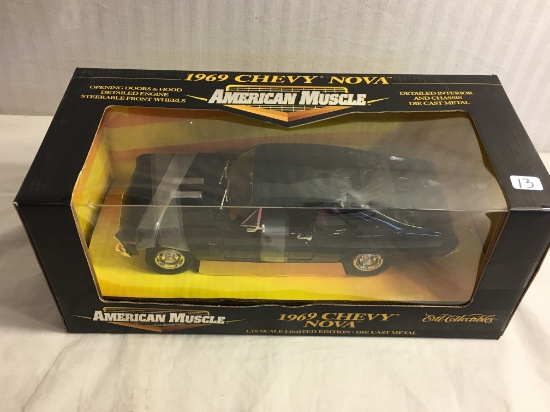 1969 CHEVY NOVA
OPENING DOORS & HOOD
DETAILED ENGINE
STEERABLE FRONT WHEELS
AMERICAN MUSCLE
DETAILED INTERIOR
AND CHASSIS
DIE CAST METAL
13
AMERICAN MUSCLE
1969 CHEVY
NOVA
1:18 SCALE LIMITED EDITION · DIE CAST METAL
Ertl Collectibles